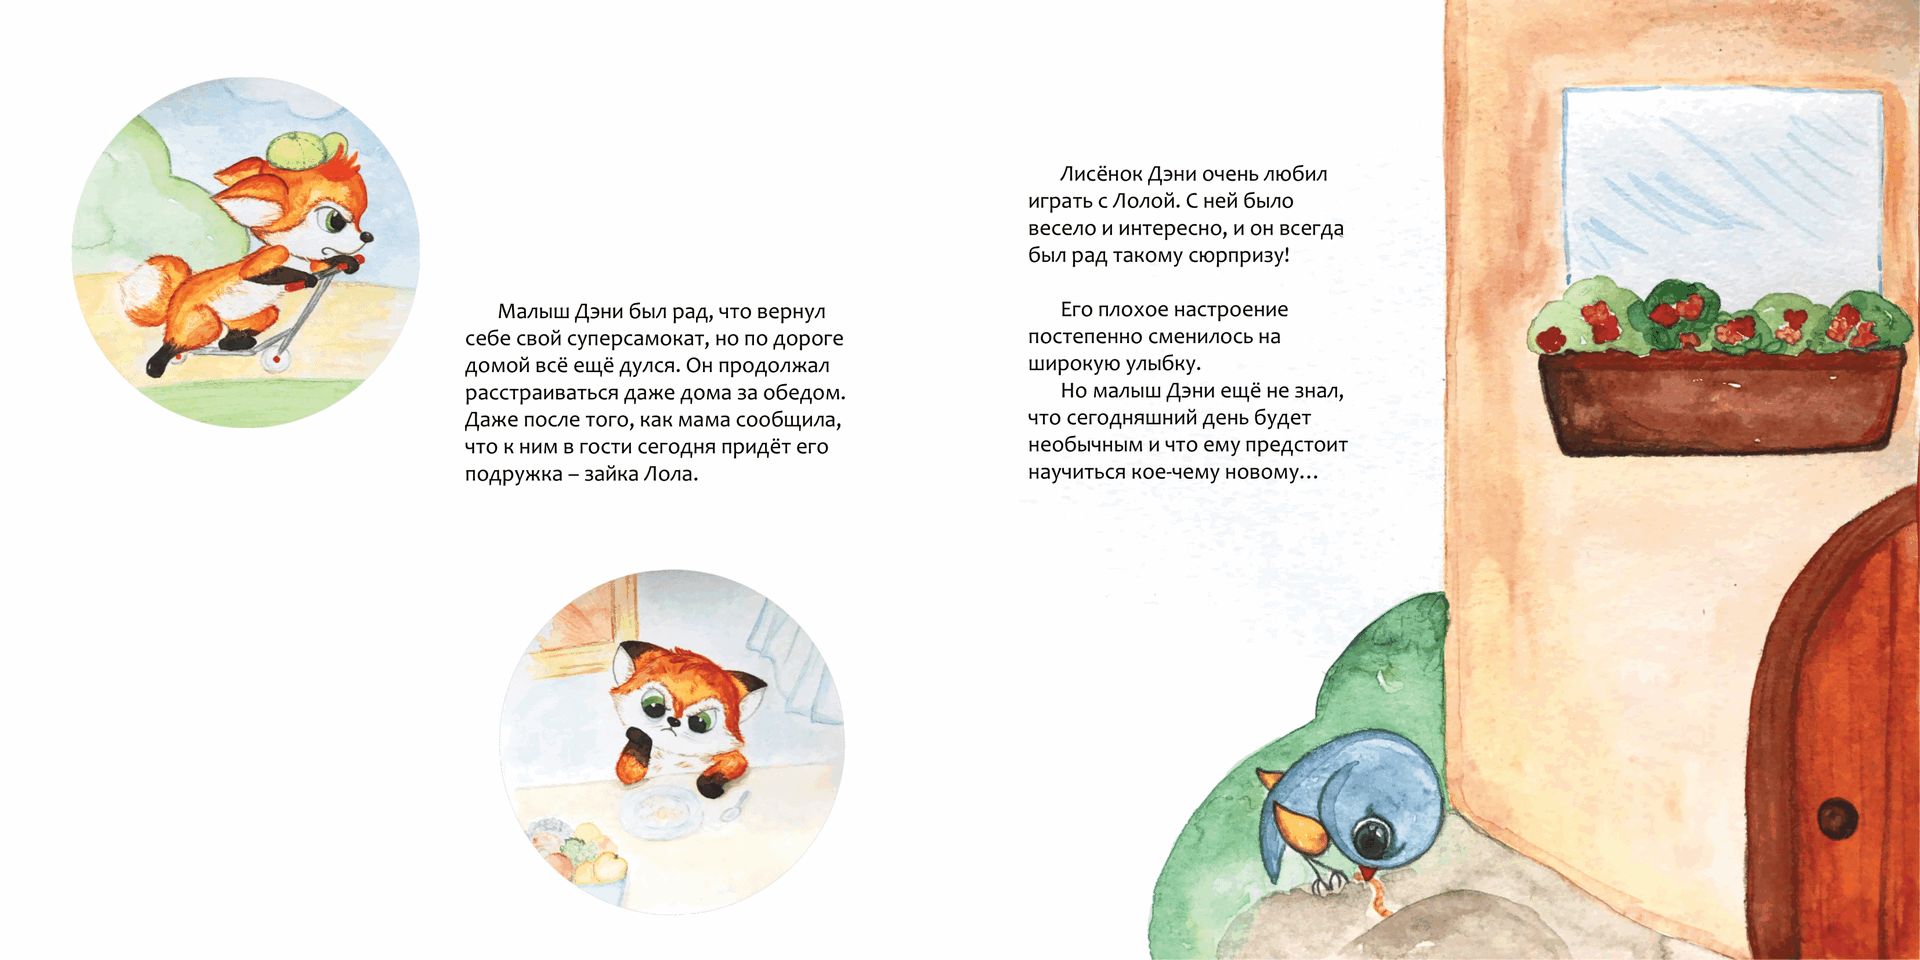 Малыш Дэни был рад, что вернул
себе свой суперсамокат, но по дороге
домой всё ещё дулся. Он продолжал
расстраиваться даже дома за обедом.
Даже после того, как мама сообщила,
что к ним в гости сегодня придёт его
подружка – зайка Лола.
Лисёнок Дэни очень любил
играть с Лолой. С ней было
весело и интересно, и он всегда
был рад такому сюрпризу!
Его плохое настроение
постепенно сменилось на
широкую улыбку.
Но малыш Дэни ещё не знал,
что сегодняшний день будет
необычным и что ему предстоит
научиться кое-чему новому...